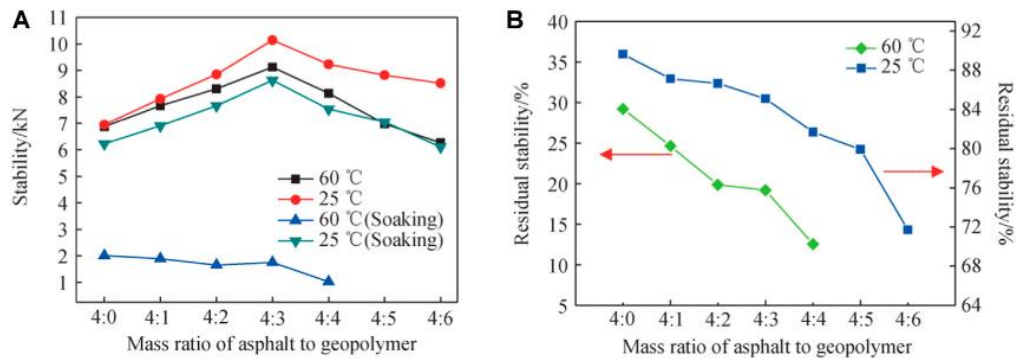 A
11
10
9
8
7
6
5
4
3
2
1
Stability/kN
60 ℃
25 ℃
60 ℃(Soaking)
25 ℃(Soaking)
4:0 4:1 4:2 4:3 4:4 4:5 4:6
Mass ratio of asphalt to geopolymer
B
40
35
30
25
20
15
10
5
Residual stability/%
60 ℃
25 ℃
92
88
84
80
76
72
68
64
Residual stability/%
4:0 4:1 4:2 4:3 4:4 4:5 4:6
Mass ratio of asphalt to geopolymer